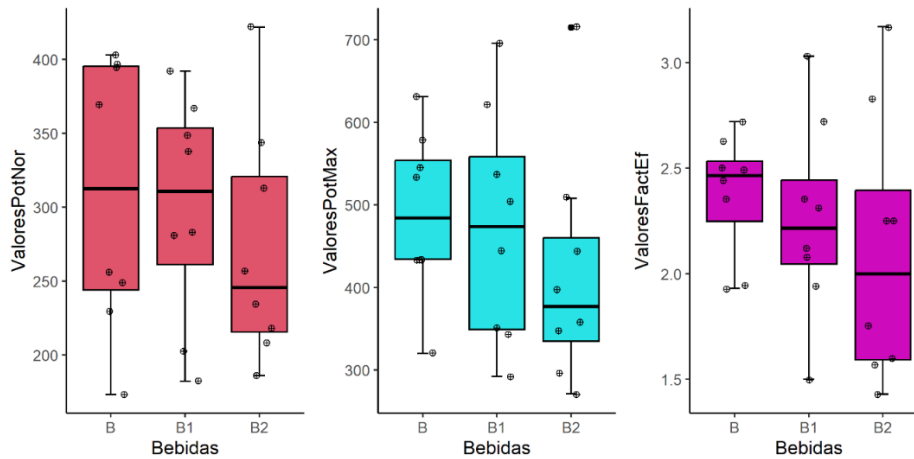 ValoresPotNor
400
350
300
250
200
B
B1
B2
Bebidas
ValoresPotMax
700
600
500
400
300
B
B1
B2
Bebidas
ValoresFactEf
3.0
2.5
2.0
1.5
B
B1
B2
Bebidas